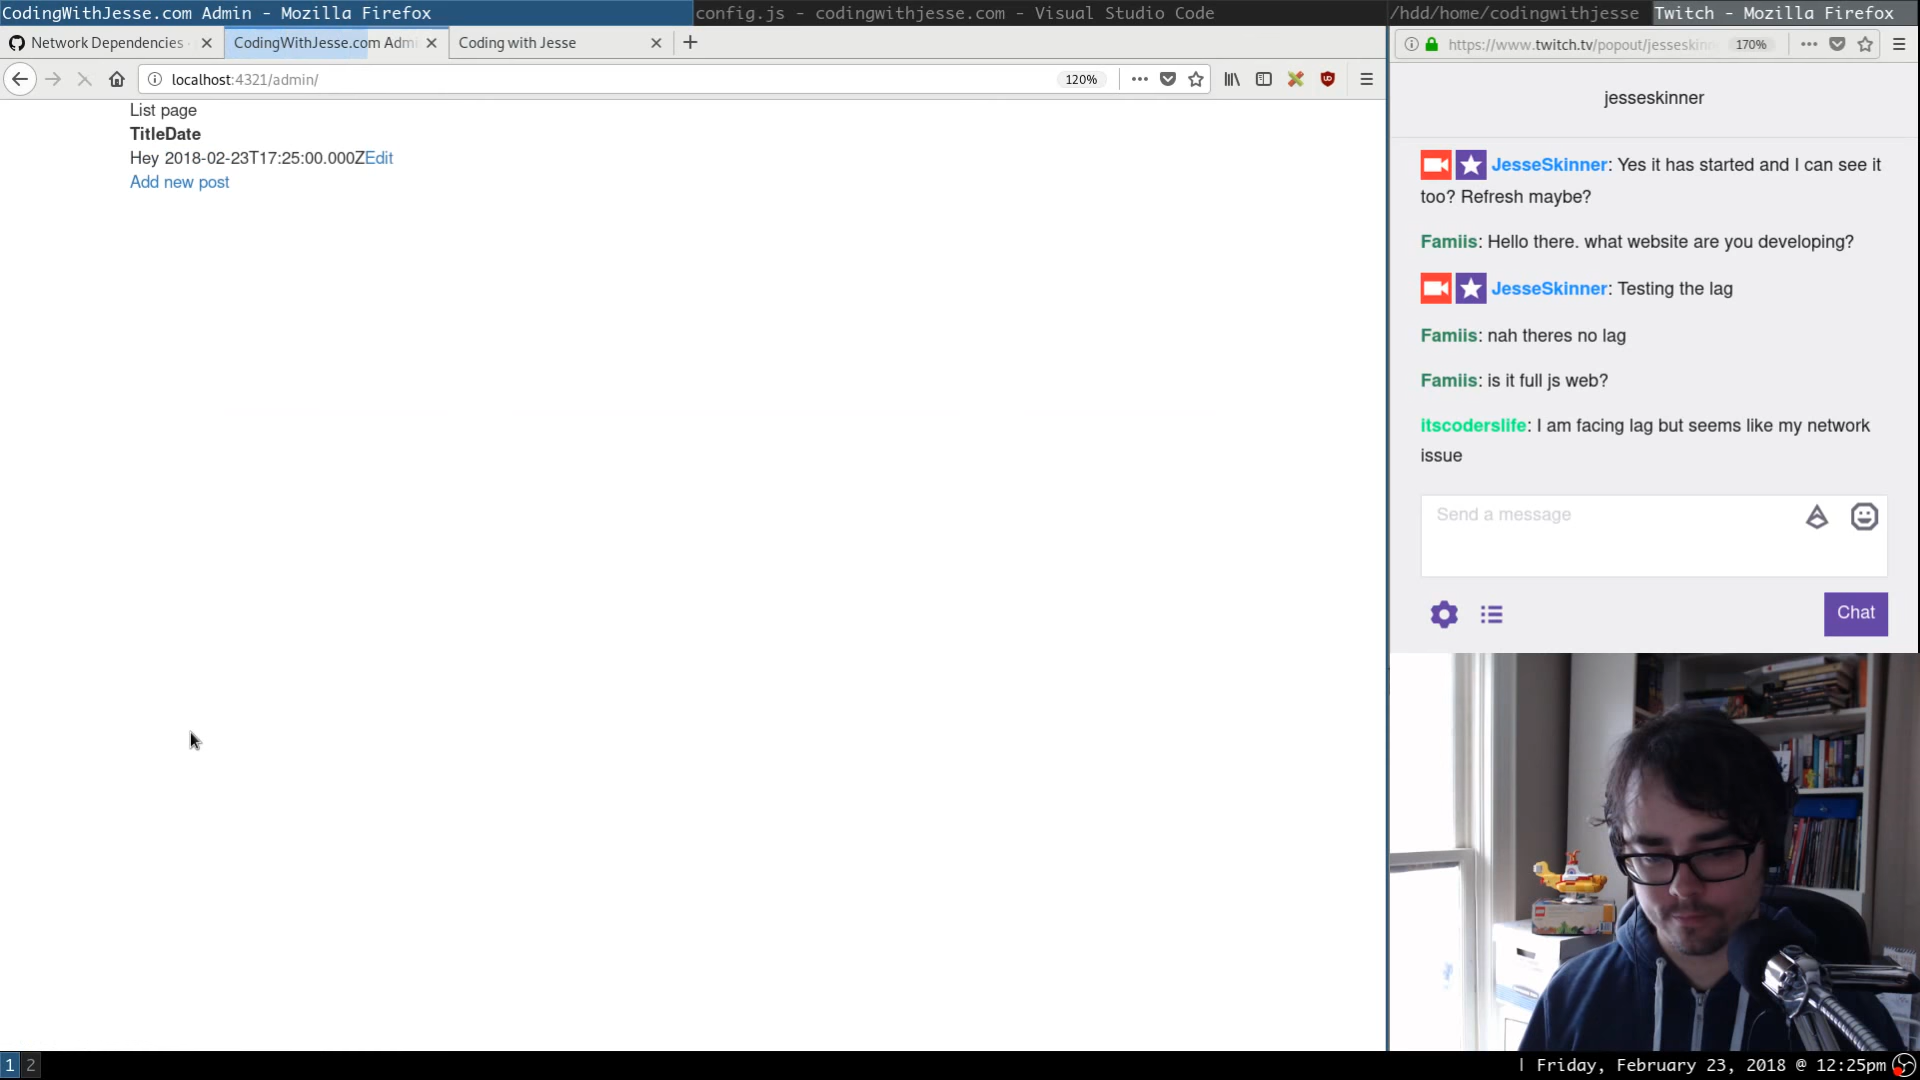 CodingWithJesse.com Admin - Mozilla Firefox
config.js - codingwithjesse.com - Visual Studio Code
/hdd/home/codingwithjesse
Twitch - Mozilla Firefox
Network Dependencies
CodingWithJesse.com Admi
Coding with Jesse
localhost:4321/admin/
120%
https://www.twitch.tv/popout/jesseskinn
170%
List page
TitleDate
Hey 2018-02-23T17:25:00.000ZEdit
Add new post
jesseskinner
JesseSkinner: Yes it has started and I can see it
too? Refresh maybe?
Famiis: Hello there. what website are you developing?
JesseSkinner: Testing the lag
Famiis: nah theres no lag
Famiis: is it full js web?
itscoderslife: I am facing lag but seems like my network
issue
Send a message
Chat
1 2
| Friday, February 23, 2018 @ 12:25pm